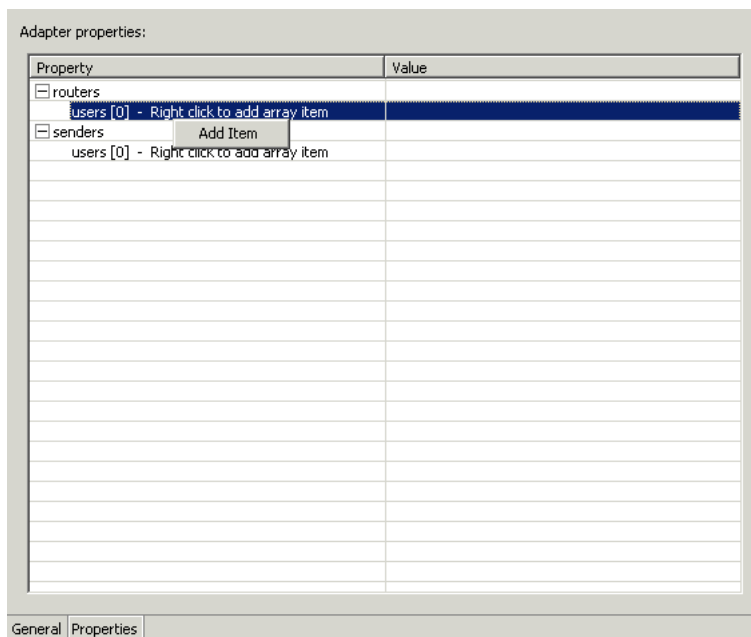 Adapter properties:
Property Value
routers
users [0] - Right click to add array item
senders Add Item
users [0] - Right click to add array item
General Properties